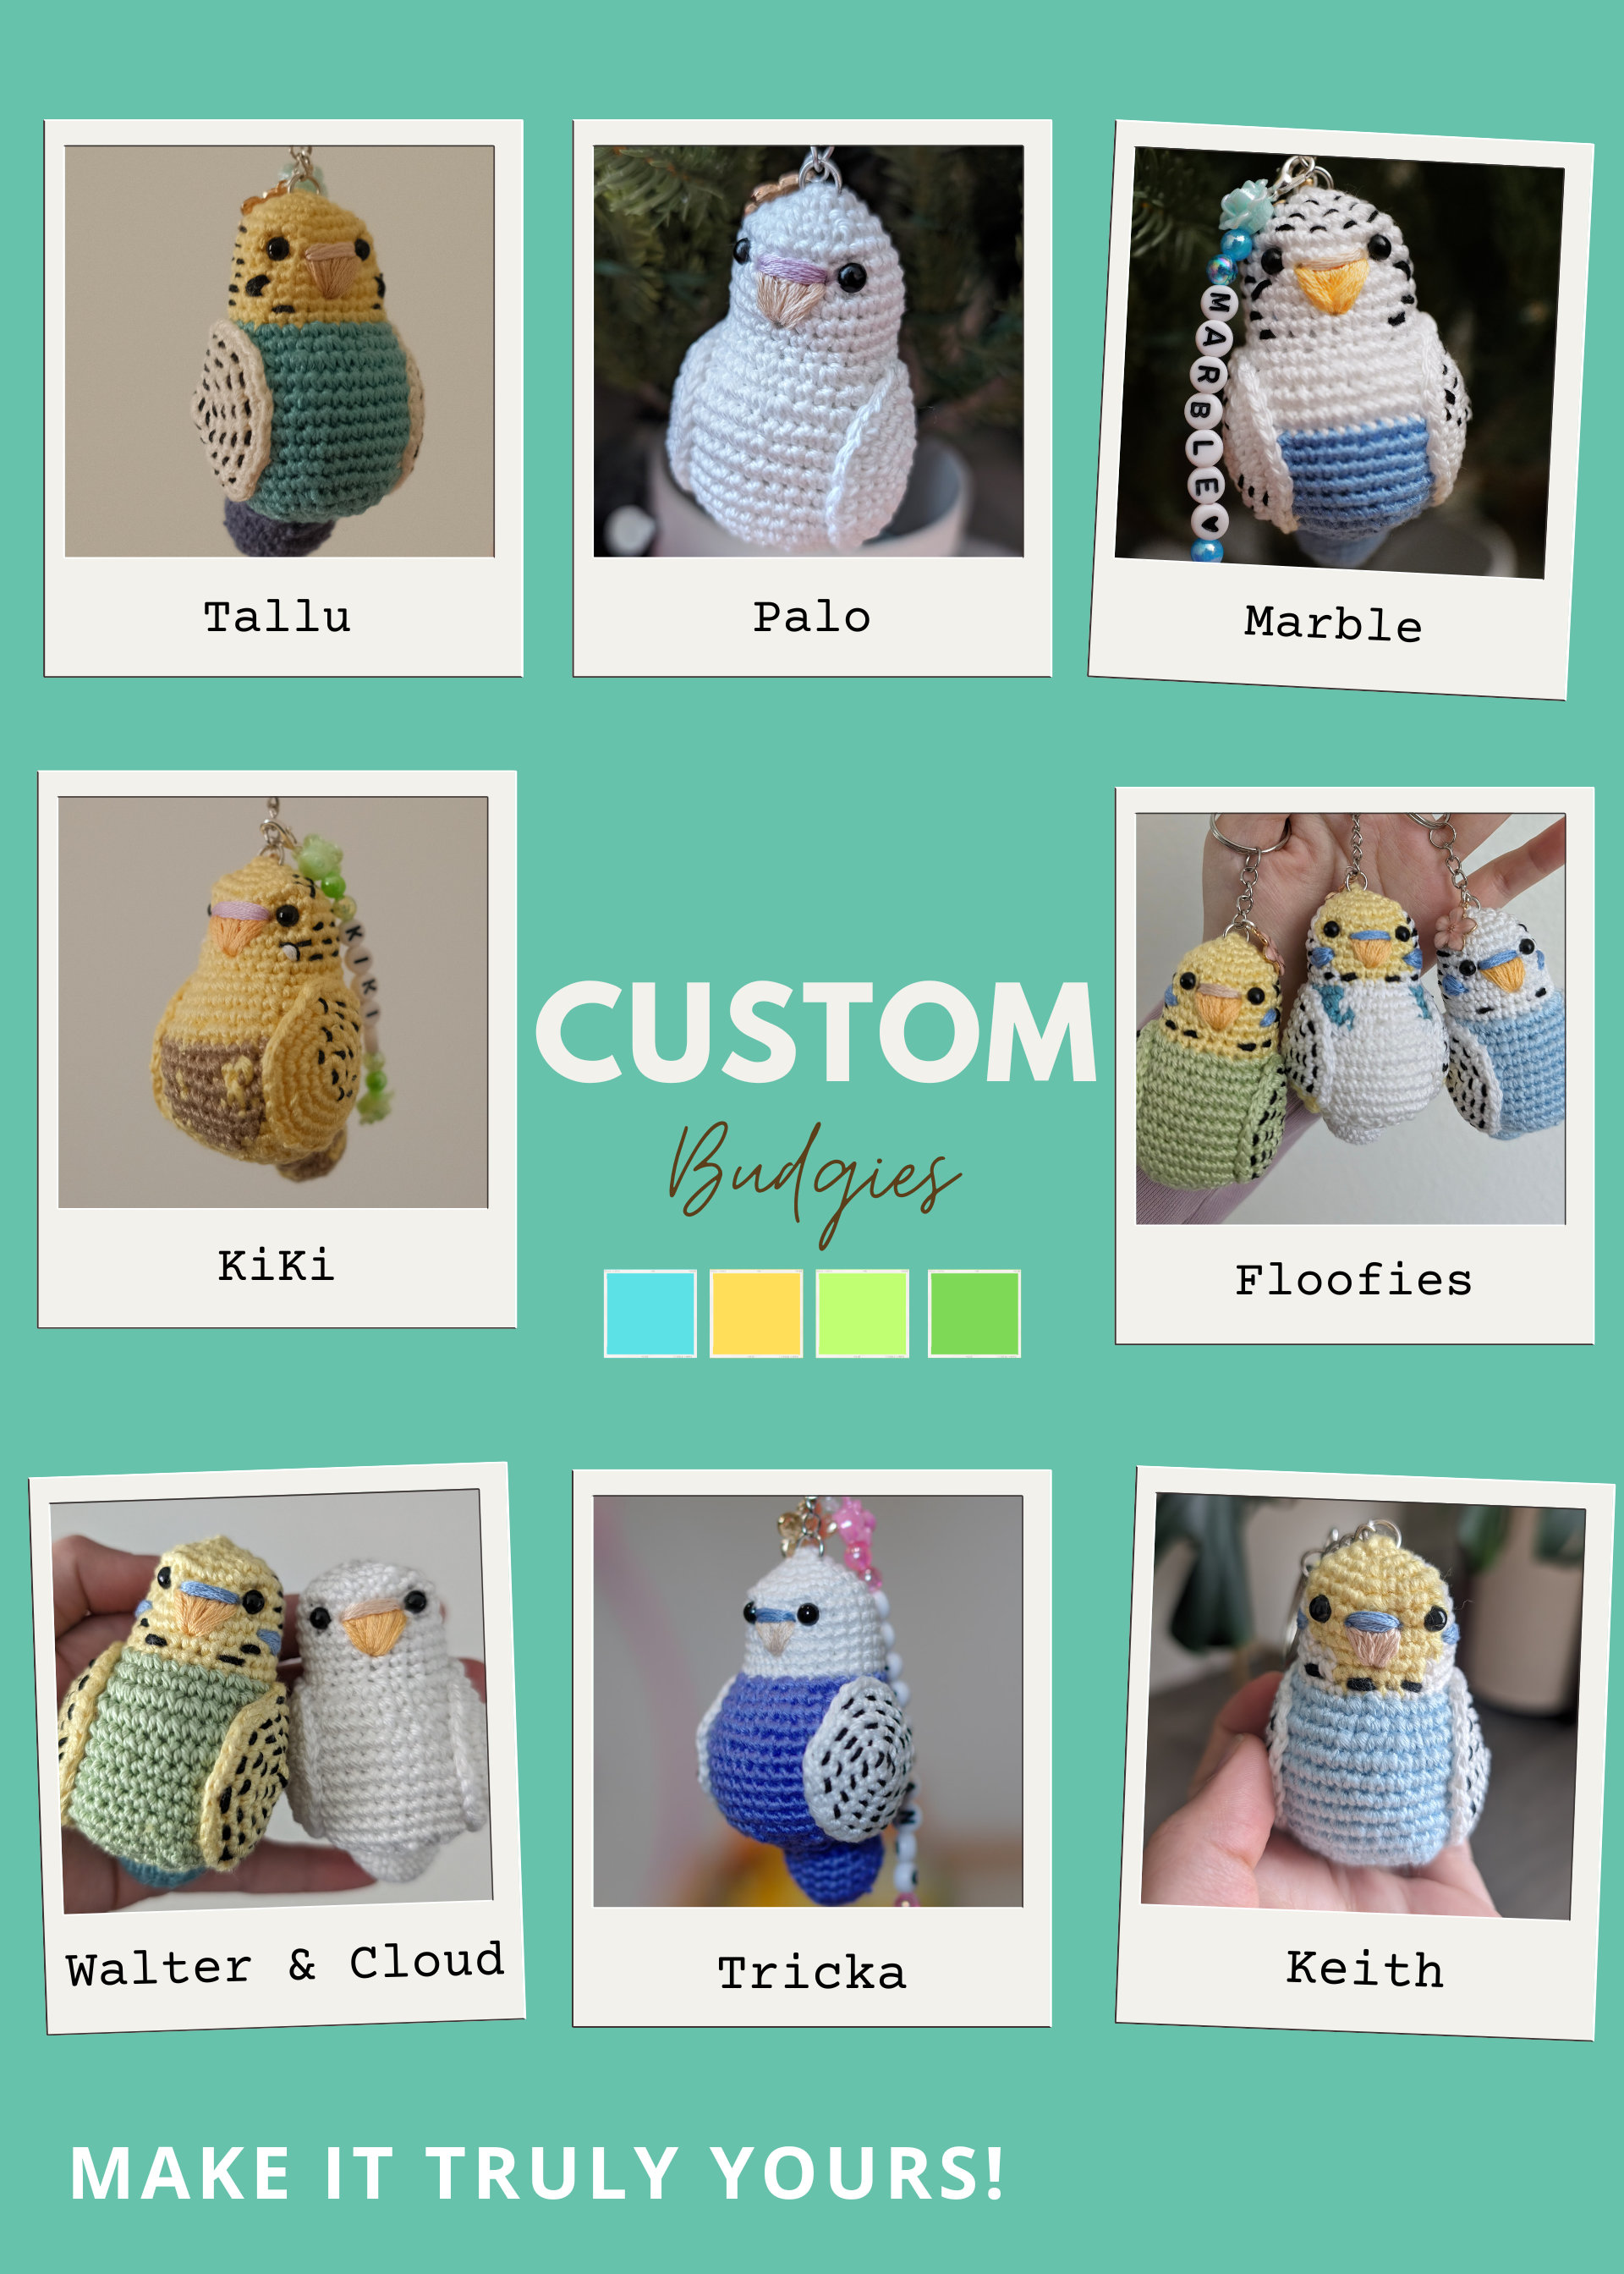 Tallu
Palo
Marble
MARBLE
KiKi
KIKI
CUSTOM
Budgies
Floofies
Walter & Cloud
Tricka
Keith
MAKE IT TRULY YOURS!